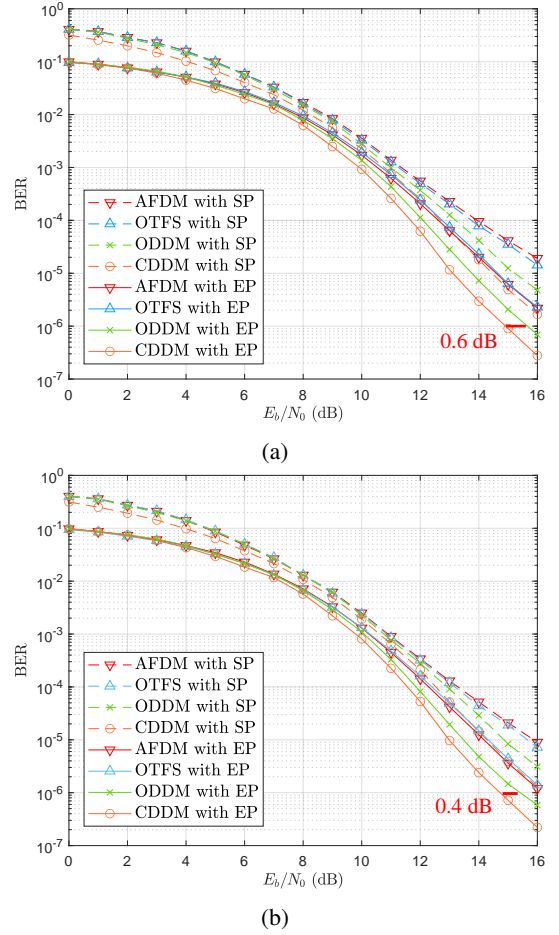 10^0
10^-1
10^-2
10^-3
10^-4
10^-5
10^-6
10^-7
BER
AFDM with SP
OTFS with SP
ODDM with SP
CDDM with SP
AFDM with EP
OTFS with EP
ODDM with EP
CDDM with EP
0.6 dB
0 2 4 6 8 10 12 14 16
E_b/N_0 (dB)
(a)
10^0
10^-1
10^-2
10^-3
10^-4
10^-5
10^-6
10^-7
BER
AFDM with SP
OTFS with SP
ODDM with SP
CDDM with SP
AFDM with EP
OTFS with EP
ODDM with EP
CDDM with EP
0.4 dB
0 2 4 6 8 10 12 14 16
E_b/N_0 (dB)
(b)